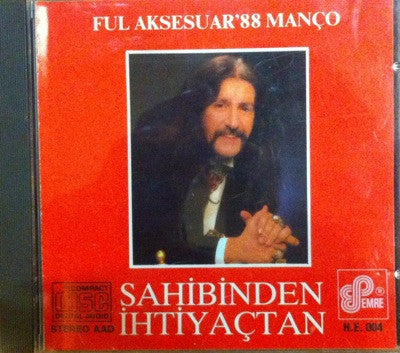 FUL AKSESUAR'88 MANÇO
COMPACT
disc
DIGITAL AUDIO
STEREO AAD
SAHİBİNDEN
İHTİYAÇTAN
EMRE
®
H.E. 004